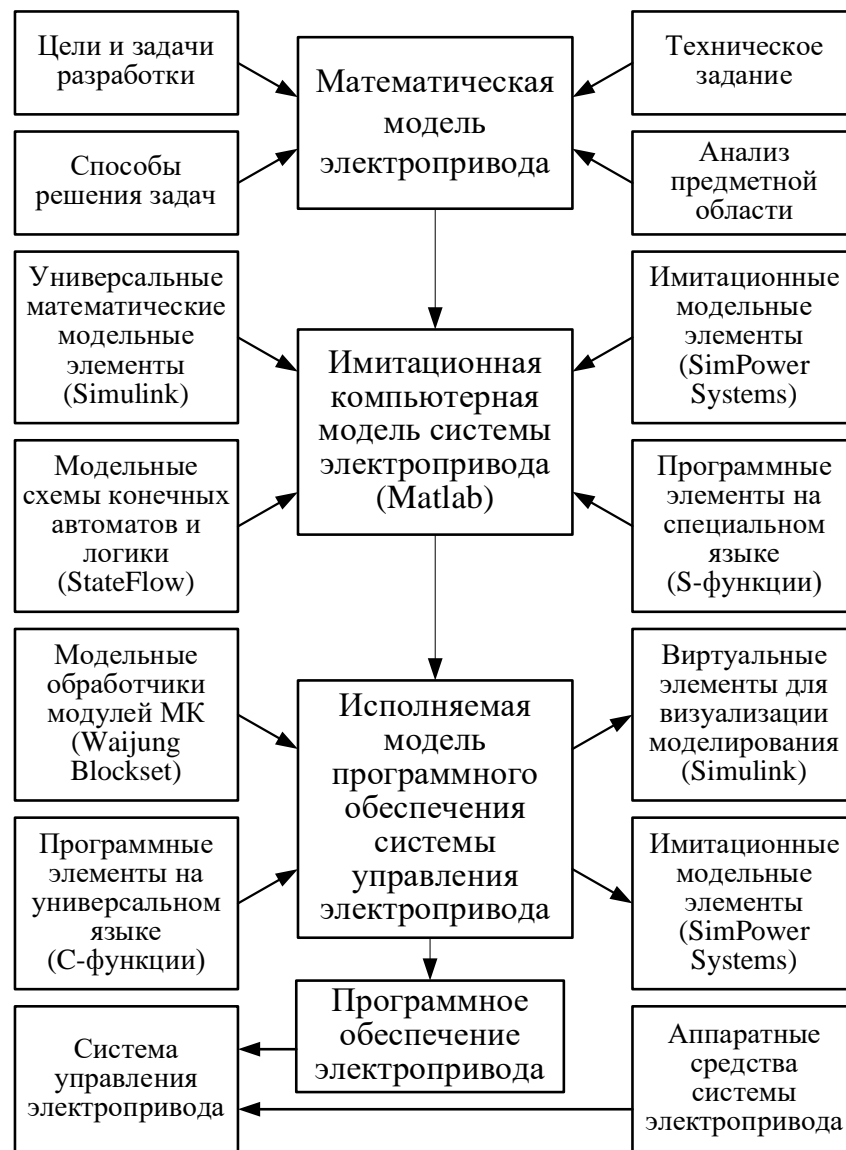 Цели и задачи
разработки
Математическая
модель
электропривода
Техническое
задание
Способы
решения задач
Анализ
предметной
области
Универсальные
математические
модельные
элементы
(Simulink)
Имитационная
компьютерная
модель системы
электропривода
(Matlab)
Имитационные
модельные
элементы
(SimPower
Systems)
Модельные
схемы конечных
автоматов и
логики
(StateFlow)
Программные
элементы на
специальном
языке
(S-функции)
Модельные
обработчики
модулей МК
(Waijung
Blockset)
Исполняемая
модель
программного
обеспечения
системы
управления
электропривода
Виртуальные
элементы для
визуализации
моделирования
(Simulink)
Программные
элементы на
универсальном
языке
(С-функции)
Имитационные
модельные
элементы
(SimPower
Systems)
Программное
обеспечение
электропривода
Система
управления
электропривода
Аппаратные
средства
системы
электропривода